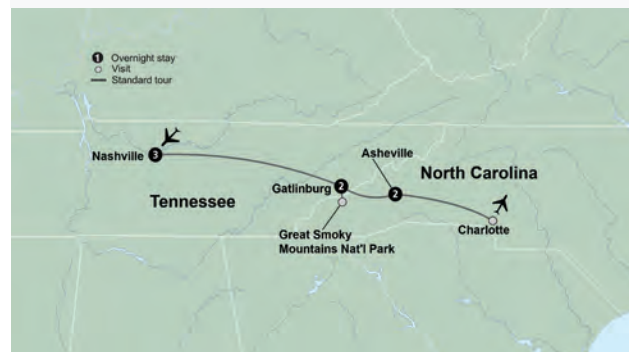 1 Overnight stay
Visit
Standard tour
Nashville 3
Asheville
2
North Carolina
Gatlinburg 2
Tennessee
Great Smoky
Mountains Nat'l Park
Charlotte